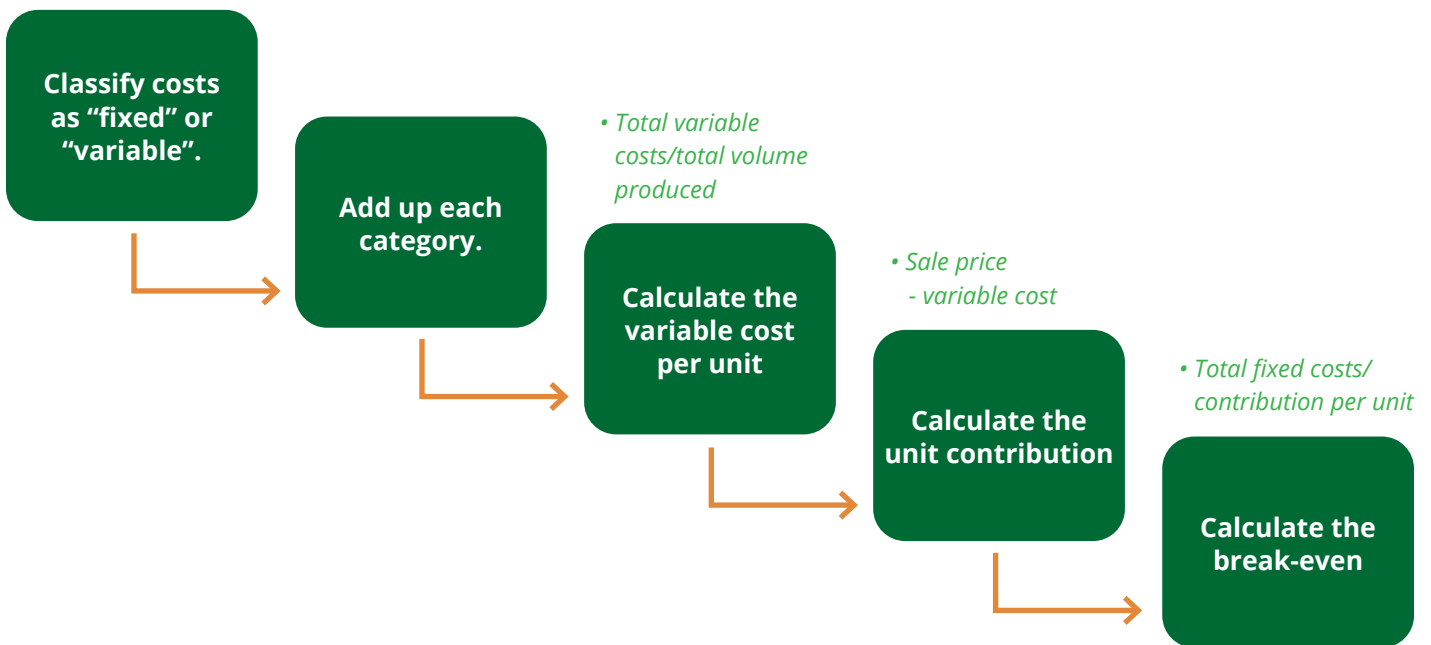 Classify costs
as “fixed” or
“variable”.
Add up each
category.
• Total variable
costs/total volume
produced
Calculate the
variable cost
per unit
• Sale price
- variable cost
Calculate the
unit contribution
• Total fixed costs/
contribution per unit
Calculate the
break-even